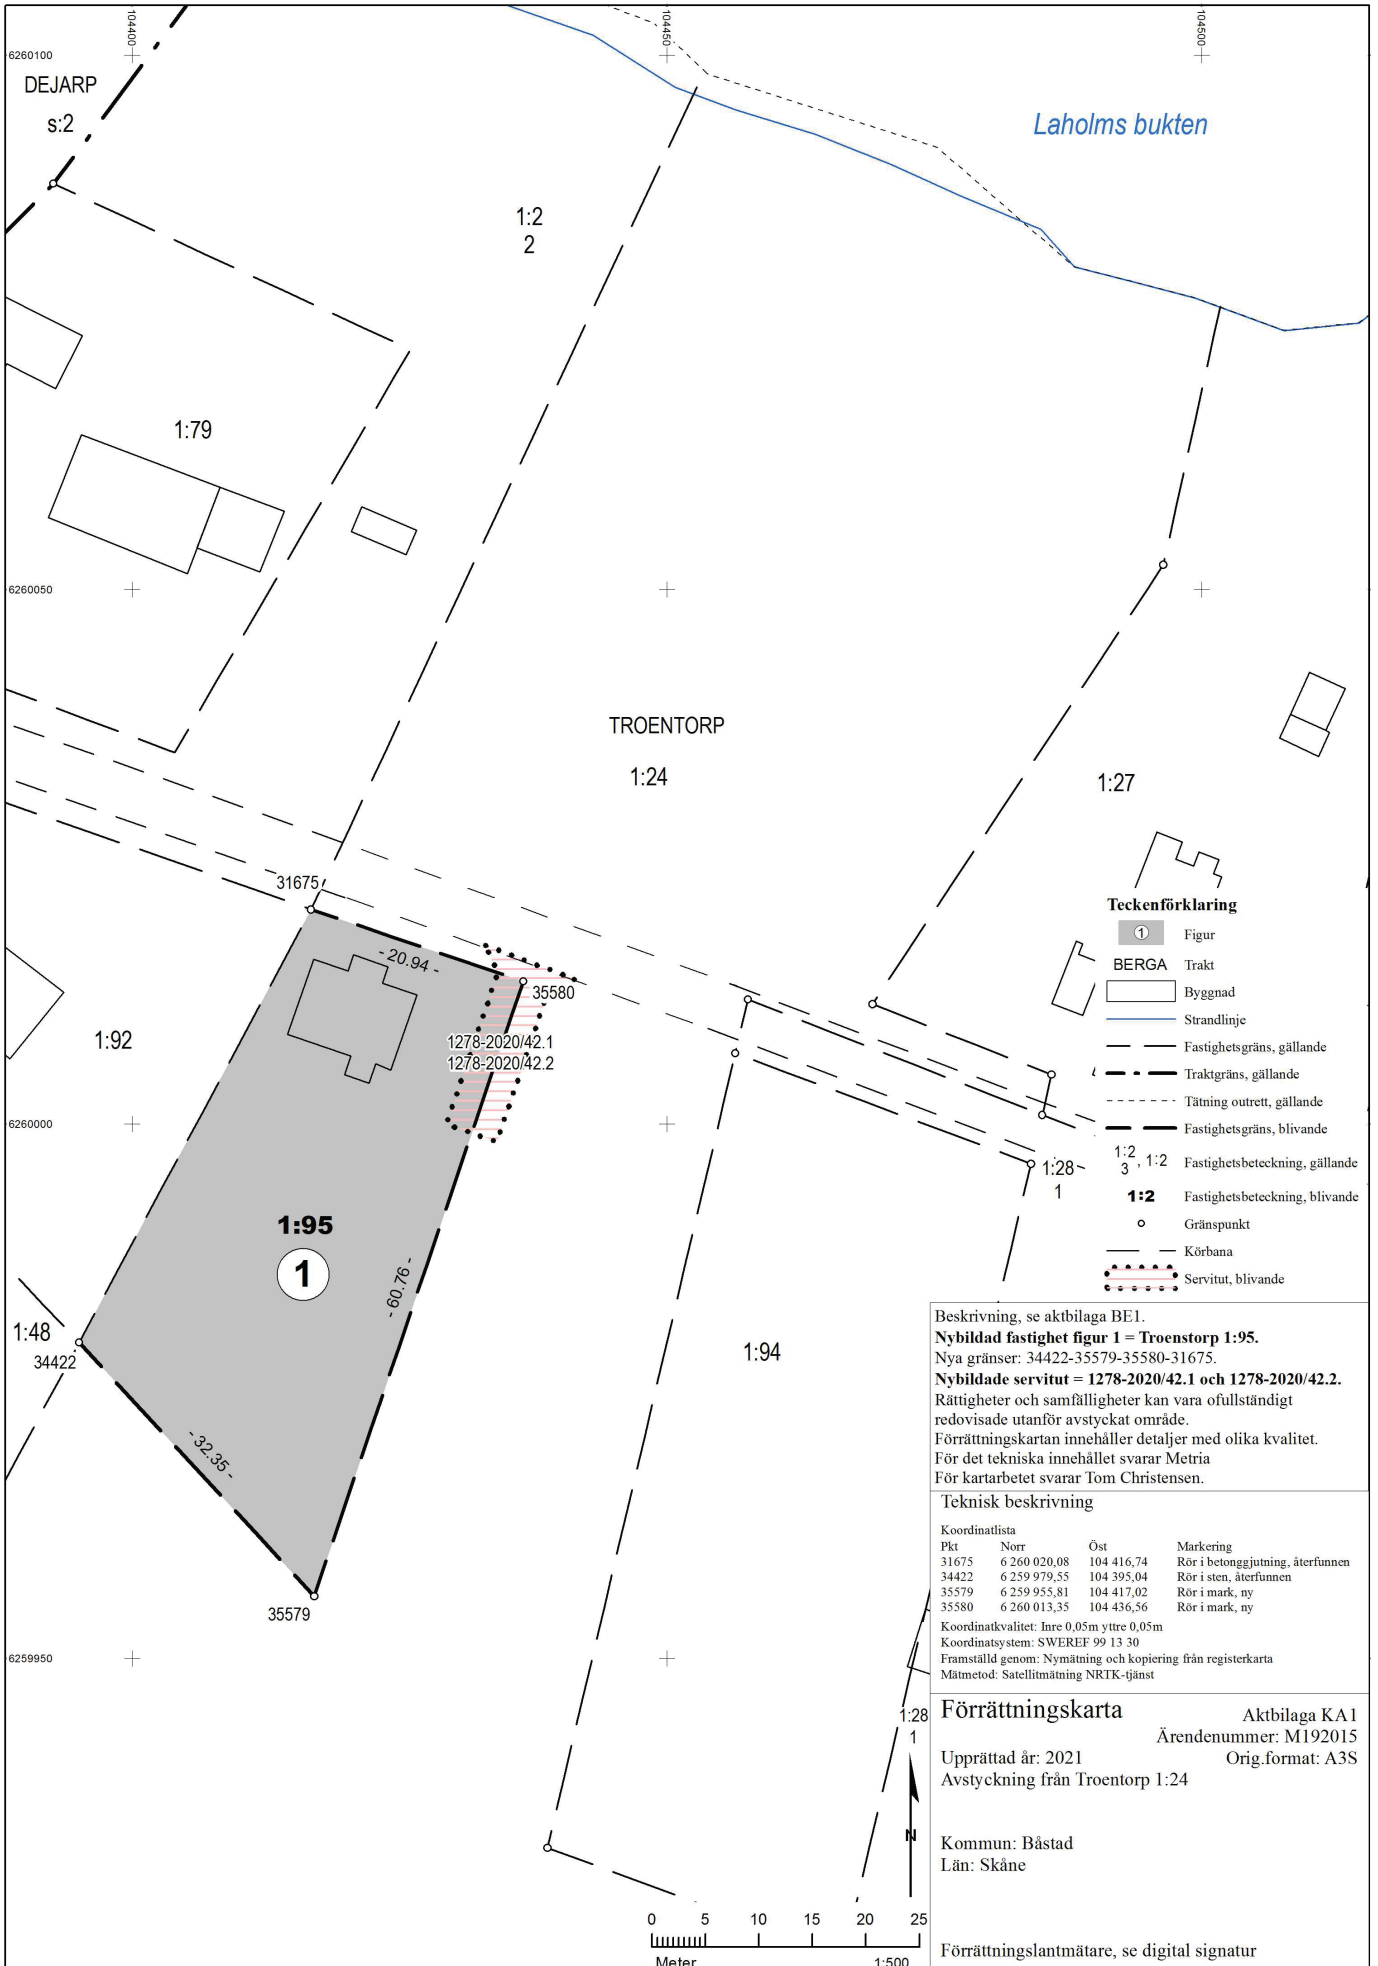 104400
104450
104500
6260100
DEJARP
s:2
Laholms bukten
1:2
2
1:79
6260050
TROENTORP
1:24
1:27
31675
- 20.94 -
35580
1278-2020/42.1
1278-2020/42.2
1:92
6260000
1:28
1
1:95
1
- 60.76 -
1:48
34422
1:94
- 32.35 -
35579
6259950
1:28
1
N
0 5 10 15 20 25
Meter 1:500
Teckenförklaring
1 Figur
BERGA Trakt
Byggnad
Strandlinje
Fastighetsgräns, gällande
Traktgräns, gällande
Tätning outrett, gällande
Fastighetsgräns, blivande
1:2
3 , 1:2 Fastighetsbeteckning, gällande
1:2 Fastighetsbeteckning, blivande
Gränspunkt
Körbana
Servitut, blivande
Beskrivning, se aktbilaga BE1.
Nybildad fastighet figur 1 = Troenstorp 1:95.
Nya gränser: 34422-35579-35580-31675.
Nybildade servitut = 1278-2020/42.1 och 1278-2020/42.2.
Rättigheter och samfälligheter kan vara ofullständigt
redovisade utanför avstyckat område.
Förrättningskartan innehåller detaljer med olika kvalitet.
För det tekniska innehållet svarar Metria
För kartarbetet svarar Tom Christensen.
Teknisk beskrivning
Koordinatlista
Pkt Norr Öst Markering
31675 6 260 020,08 104 416,74 Rör i betonggjutning, återfunnen
34422 6 259 979,55 104 395,04 Rör i sten, återfunnen
35579 6 259 955,81 104 417,02 Rör i mark, ny
35580 6 260 013,35 104 436,56 Rör i mark, ny
Koordinatkvalitet: Inre 0,05m yttre 0,05m
Koordinatsystem: SWEREF 99 13 30
Framställd genom: Nymätning och kopiering från registerkarta
Mätmetod: Satellitmätning NRTK-tjänst
Förrättningskarta
Aktbilaga KA1
Ärendenummer: M192015
Upprättad år: 2021 Orig.format: A3S
Avstyckning från Troentorp 1:24
Kommun: Båstad
Län: Skåne
Förrättningslantmätare, se digital signatur